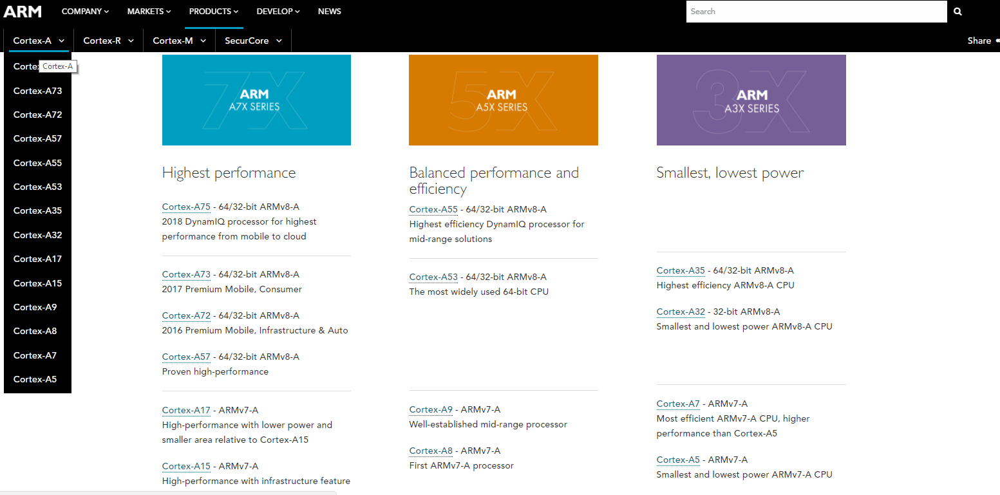 ARM
COMPANY MARKETS PRODUCTS DEVELOP NEWS
Search
Cortex-A Cortex-R Cortex-M SecurCore
Share
Cortex-A
Cortex-A73
Cortex-A72
Cortex-A57
Cortex-A55
Cortex-A53
Cortex-A35
Cortex-A32
Cortex-A17
Cortex-A15
Cortex-A9
Cortex-A8
Cortex-A7
Cortex-A5
7X
ARM
A7X SERIES
Highest performance
Cortex-A75 - 64/32-bit ARMv8-A
2018 DynamIQ processor for highest
performance from mobile to cloud
Cortex-A73 - 64/32-bit ARMv8-A
2017 Premium Mobile, Consumer
Cortex-A72 - 64/32-bit ARMv8-A
2016 Premium Mobile, Infrastructure & Auto
Cortex-A57 - 64/32-bit ARMv8-A
Proven high-performance
Cortex-A17 - ARMv7-A
High-performance with lower power and
smaller area relative to Cortex-A15
Cortex-A15 - ARMv7-A
High-performance with infrastructure feature
5X
ARM
A5X SERIES
Balanced performance and
efficiency
Cortex-A55 - 64/32-bit ARMv8-A
Highest efficiency DynamIQ processor for
mid-range solutions
Cortex-A53 - 64/32-bit ARMv8-A
The most widely used 64-bit CPU
Cortex-A9 - ARMv7-A
Well-established mid-range processor
Cortex-A8 - ARMv7-A
First ARMv7-A processor
3X
ARM
A3X SERIES
Smallest, lowest power
Cortex-A35 - 64/32-bit ARMv8-A
Highest efficiency ARMv8-A CPU
Cortex-A32 - 32-bit ARMv8-A
Smallest and lowest power ARMv8-A CPU
Cortex-A7 - ARMv7-A
Most efficient ARMv7-A CPU, higher
performance than Cortex-A5
Cortex-A5 - ARMv7-A
Smallest and lowest power ARMv7-A CPU